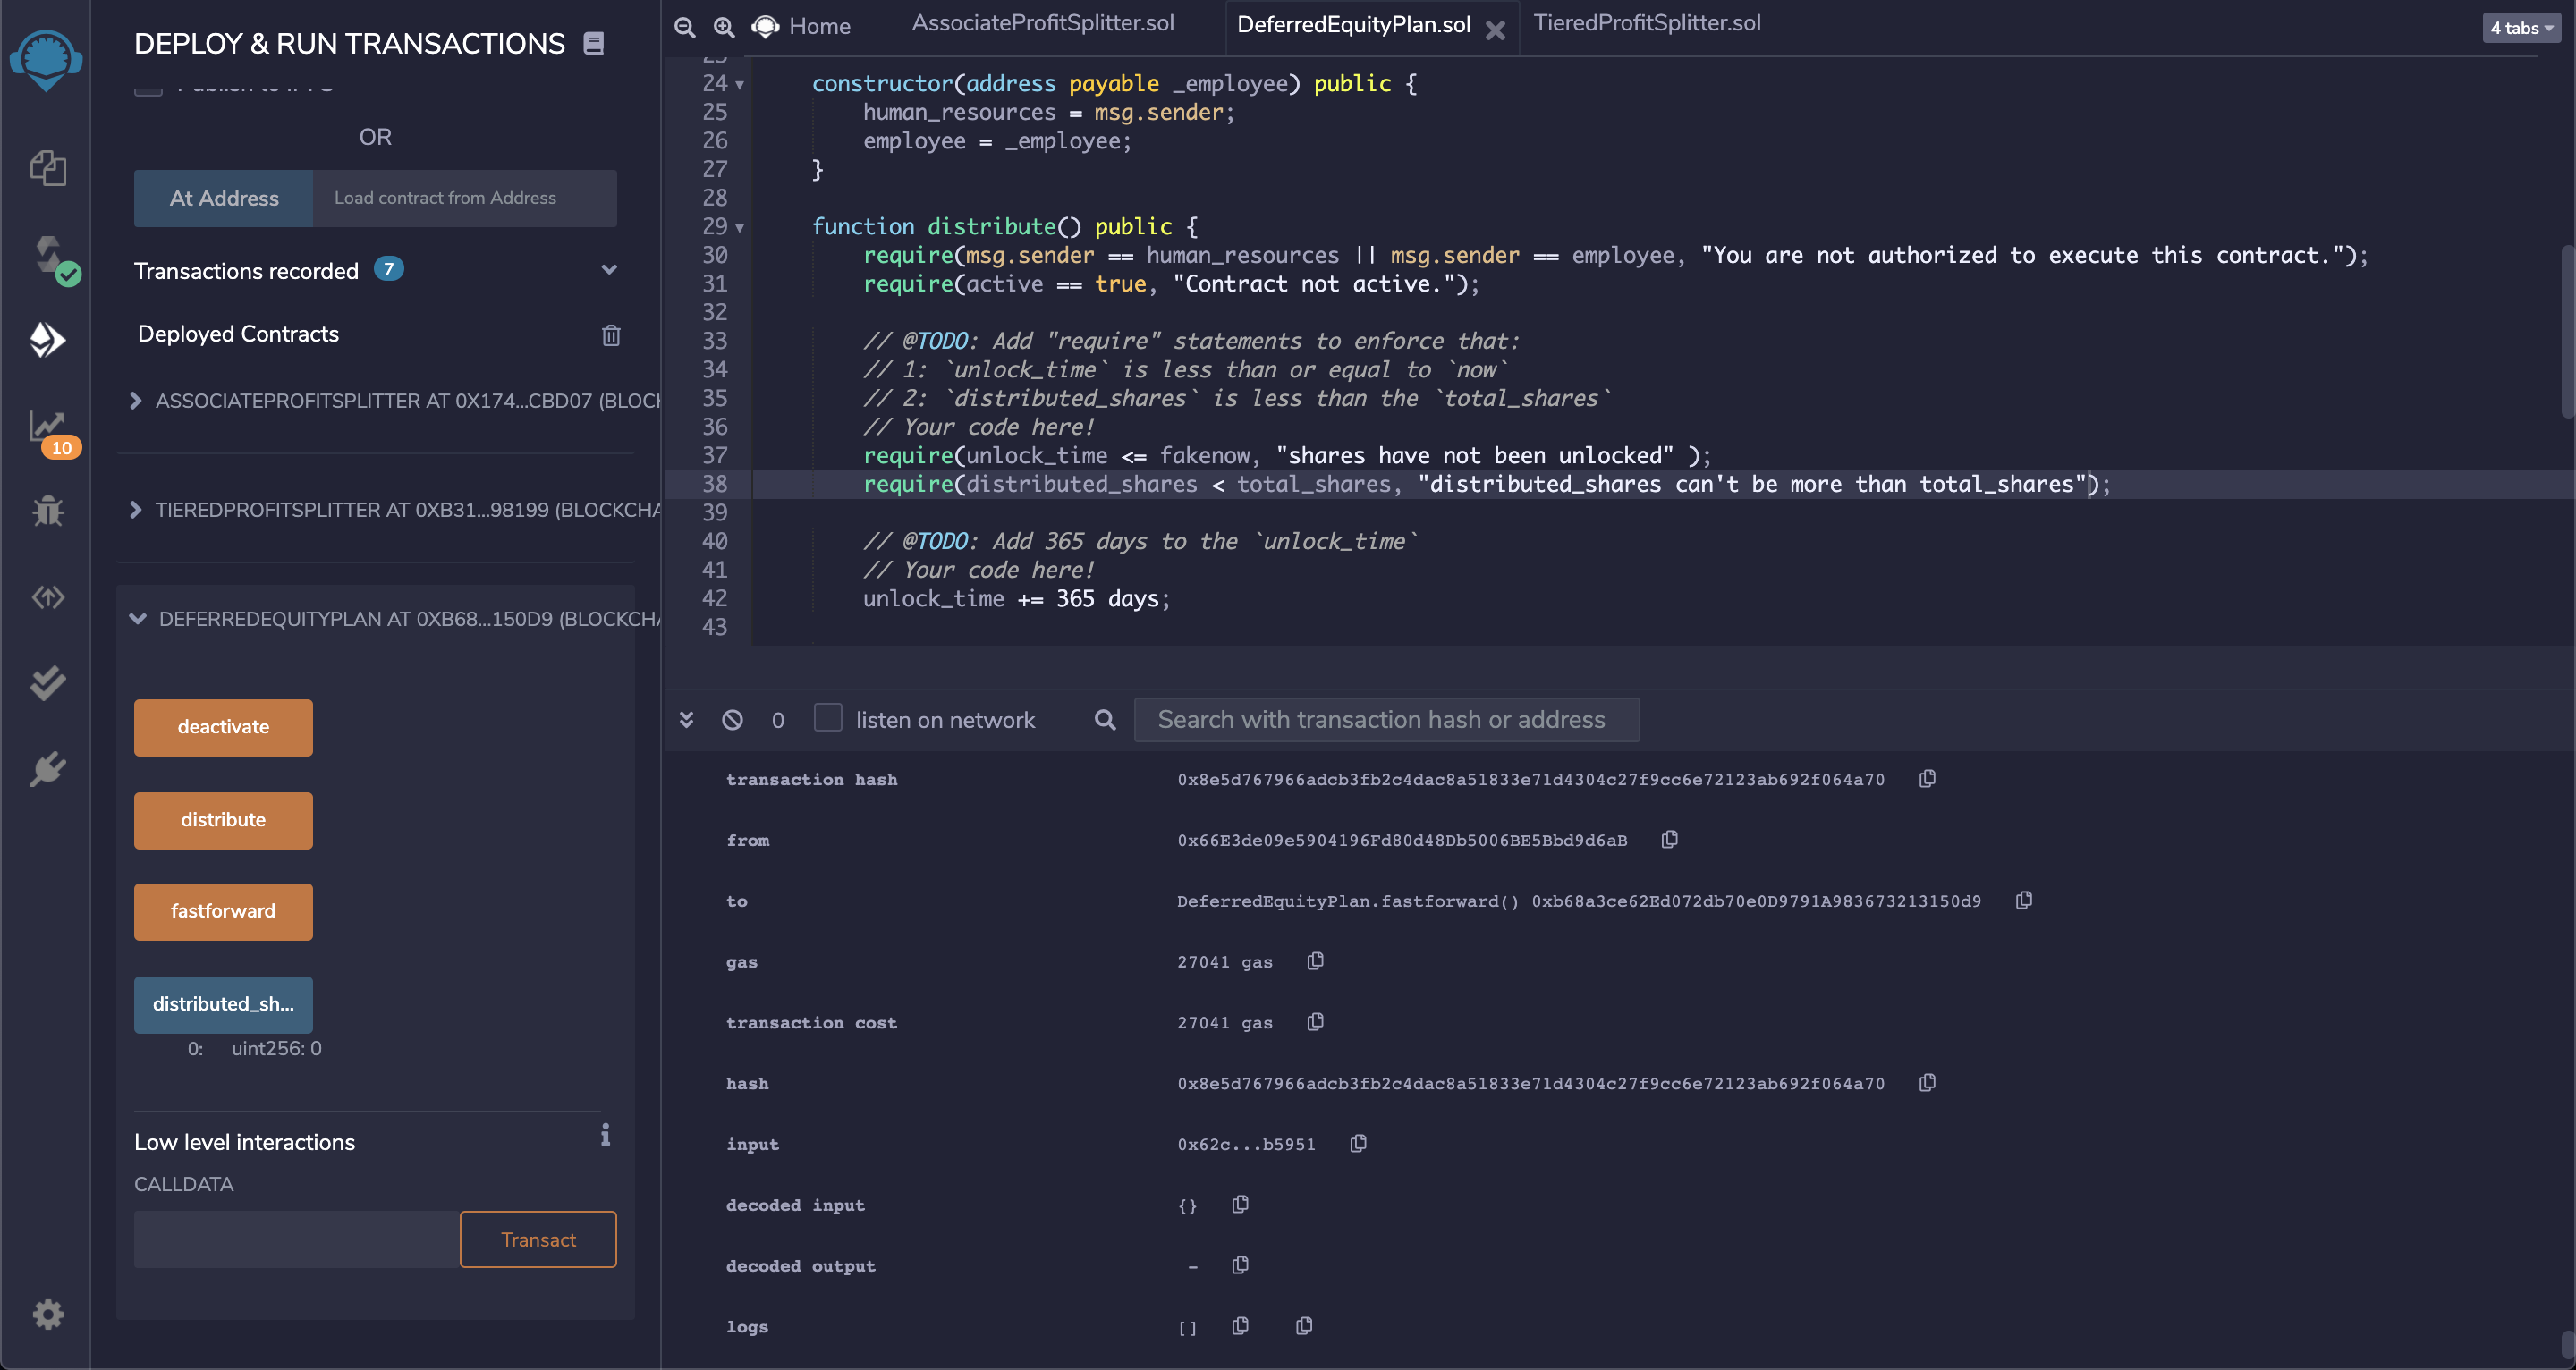 DEPLOY & RUN TRANSACTIONS
OR
At Address
Load contract from Address
Transactions recorded 7
Deployed Contracts
ASSOCIATEPROFITSPLITTER AT 0X174...CBD07 (BLOCK
TIEREDPROFITSPLITTER AT 0XB31...98199 (BLOCKCHA
DEFERREDEQUITYPLAN AT 0XB68...150D9 (BLOCKCHA
deactivate
distribute
fastforward
distributed_sh...
0: uint256: 0
Low level interactions
CALLDATA
Transact
10
Home
AssociateProfitSplitter.sol
DeferredEquityPlan.sol
TieredProfitSplitter.sol
4 tabs
24 constructor(address payable _employee) public {
25 human_resources = msg.sender;
26 employee = _employee;
27 }
28
29 function distribute() public {
30 require(msg.sender == human_resources || msg.sender == employee, "You are not authorized to execute this contract.");
31 require(active == true, "Contract not active.");
32
33 // @TODO: Add "require" statements to enforce that:
34 // 1: `unlock_time` is less than or equal to `now`
35 // 2: `distributed_shares` is less than the `total_shares`
36 // Your code here!
37 require(unlock_time <= fakenow, "shares have not been unlocked" );
38 require(distributed_shares < total_shares, "distributed_shares can't be more than total_shares");
39
40 // @TODO: Add 365 days to the `unlock_time`
41 // Your code here!
42 unlock_time += 365 days;
43
0
listen on network
Search with transaction hash or address
transaction hash 0x8e5d767966adcb3fb2c4dac8a51833e71d4304c27f9cc6e72123ab692f064a70
from 0x66E3de09e5904196Fd80d48Db5006BE5Bbd9d6aB
to DeferredEquityPlan.fastforward() 0xb68a3ce62Ed072db70e0D9791A983673213150d9
gas 27041 gas
transaction cost 27041 gas
hash 0x8e5d767966adcb3fb2c4dac8a51833e71d4304c27f9cc6e72123ab692f064a70
input 0x62c...b5951
decoded input {}
decoded output -
logs []